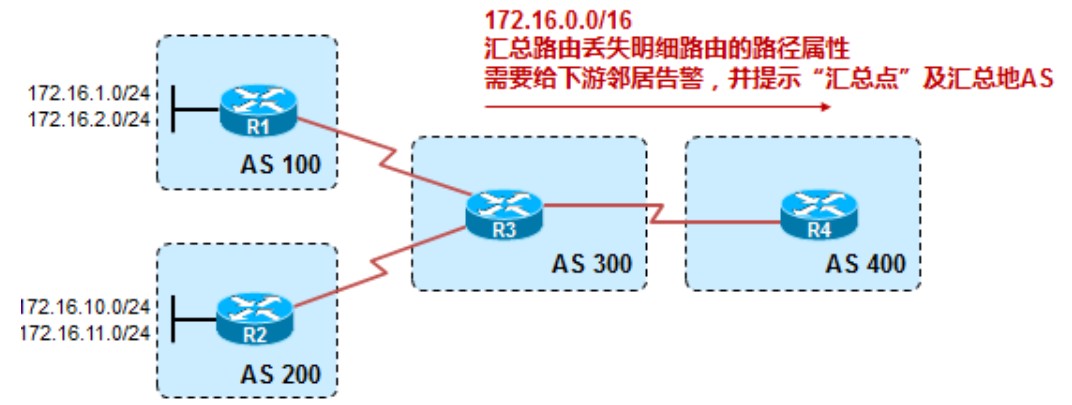 172.16.0.0/16
汇总路由丢失明细路由的路径属性
需要给下游邻居告警，并提示“汇总点”及汇总地AS
172.16.1.0/24
172.16.2.0/24
R1
AS 100
R3
AS 300
R4
AS 400
172.16.10.0/24
172.16.11.0/24
R2
AS 200